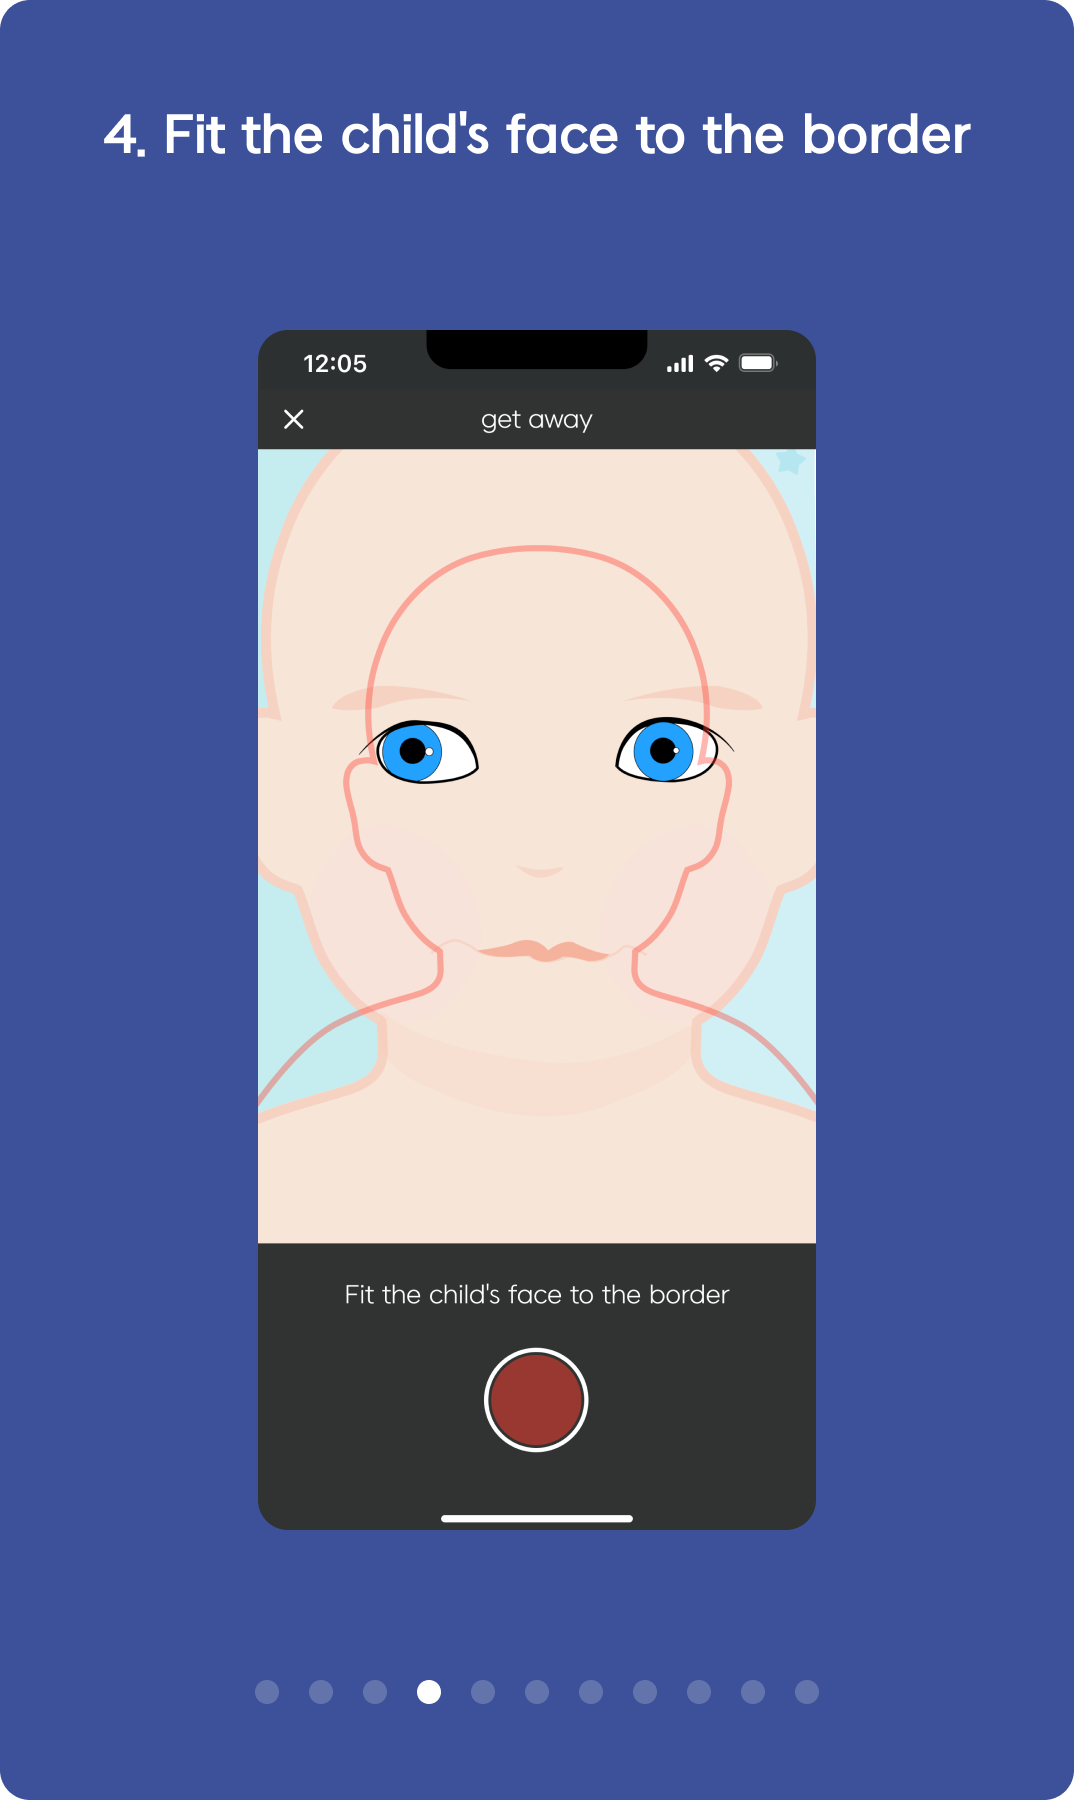 4. Fit the child's face to the border
12:05
get away
Fit the child's face to the border